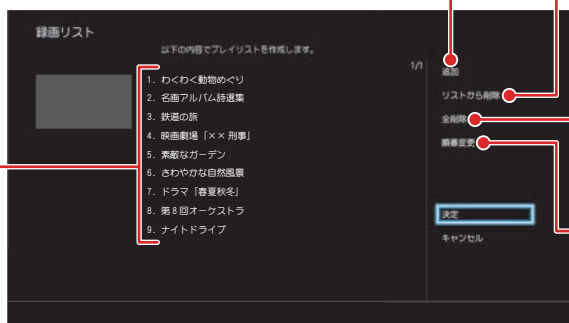 録画リスト
以下の内容でプレイリストを作成します。
1/1
1. わくわく動物めぐり
2. 名画アルバム詩選集
3. 鉄道の旅
4. 映画劇場「×× 刑事」
5. 素敵なガーデン
6. さわやかな自然風景
7. ドラマ「春夏秋冬」
8. 第8回オーケストラ
9. ナイトドライブ
追加
リストから削除
全削除
順番変更
決定
キャンセル